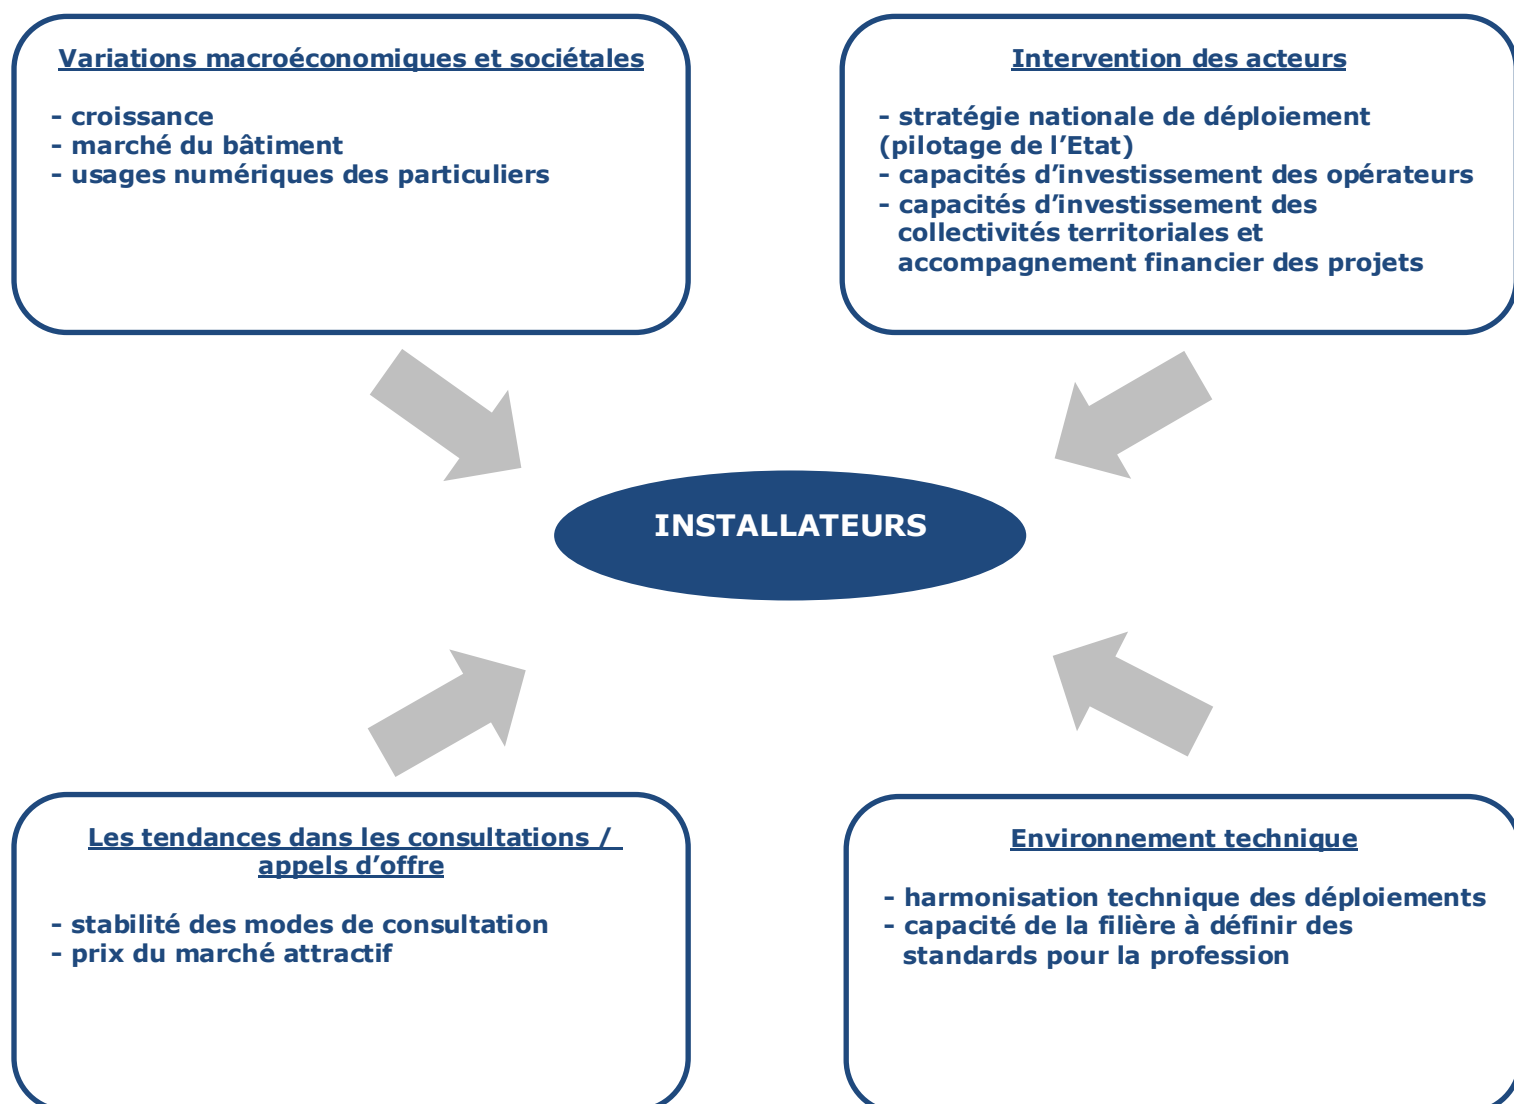 Variations macroéconomiques et sociétales
- croissance
- marché du bâtiment
- usages numériques des particuliers
Intervention des acteurs
- stratégie nationale de déploiement
(pilotage de l’Etat)
- capacités d’investissement des opérateurs
- capacités d’investissement des
collectivités territoriales et
accompagnement financier des projets
INSTALLATEURS
Les tendances dans les consultations /
appels d’offre
- stabilité des modes de consultation
- prix du marché attractif
Environnement technique
- harmonisation technique des déploiements
- capacité de la filière à définir des
standards pour la profession